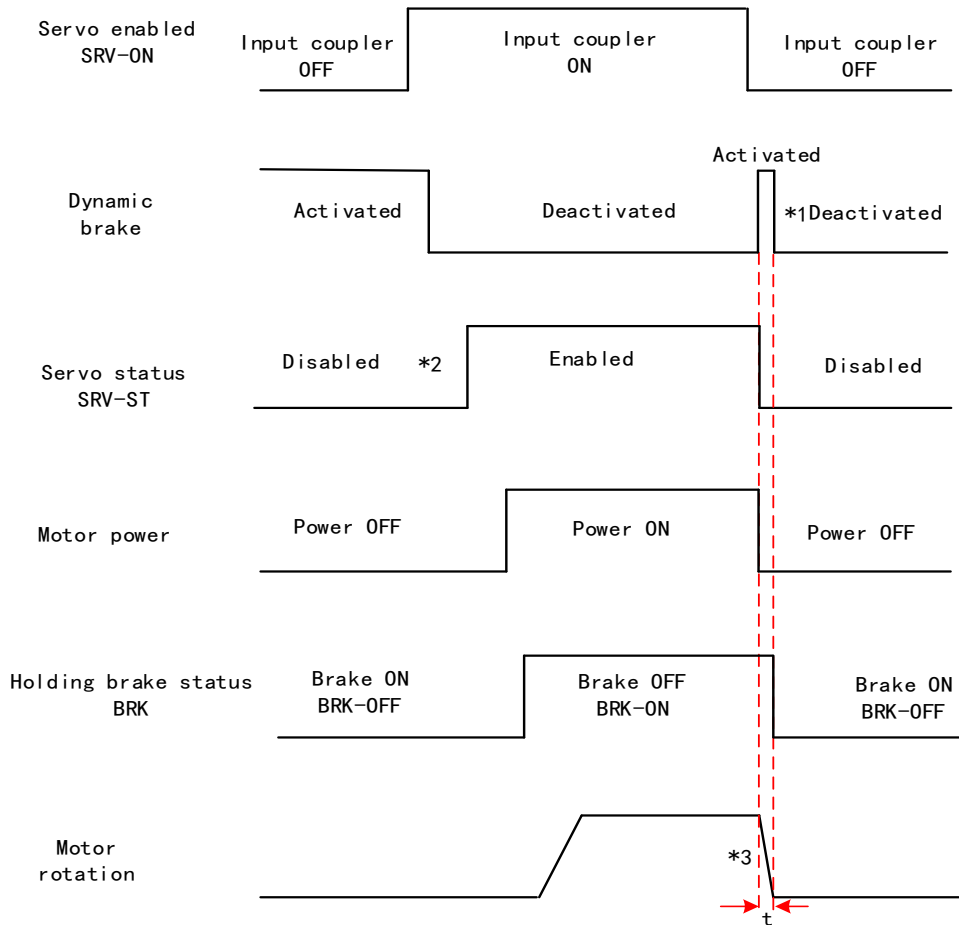 Servo enabled
SRV-ON
Input coupler
OFF
Input coupler
ON
Input coupler
OFF
Dynamic
brake
Activated
Deactivated
Activated
*1Deactivated
Servo status
SRV-ST
Disabled
*2
Enabled
Disabled
Motor power
Power OFF
Power ON
Power OFF
Holding brake status
BRK
Brake ON
BRK-OFF
Brake OFF
BRK-ON
Brake ON
BRK-OFF
Motor
rotation
*3
t